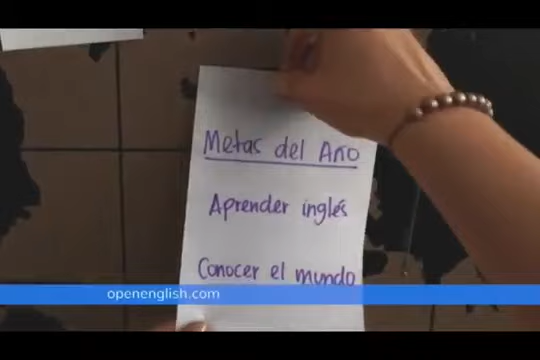 Metas del Año
Aprender inglés
Conocer el mundo
openenglish.com